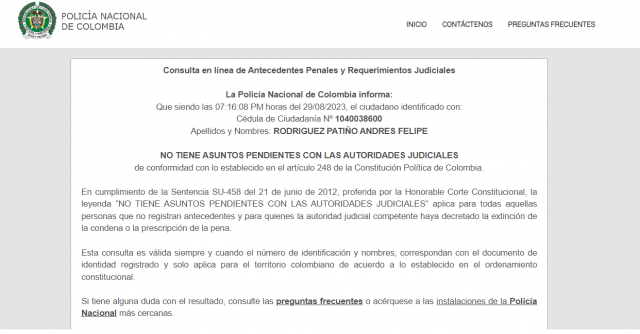 POLICÍA NACIONAL
DE COLOMBIA
INICIO CONTÁCTENOS PREGUNTAS FRECUENTES
Consulta en línea de Antecedentes Penales y Requerimientos Judiciales
La Policía Nacional de Colombia informa:
Que siendo las 07:16:08 PM horas del 29/08/2023, el ciudadano identificado con:
Cédula de Ciudadanía Nº 1040038600
Apellidos y Nombres: RODRIGUEZ PATIÑO ANDRES FELIPE
NO TIENE ASUNTOS PENDIENTES CON LAS AUTORIDADES JUDICIALES
de conformidad con lo establecido en el artículo 248 de la Constitución Política de Colombia.
En cumplimiento de la Sentencia SU-458 del 21 de junio de 2012, proferida por la Honorable Corte Constitucional, la
leyenda "NO TIENE ASUNTOS PENDIENTES CON LAS AUTORIDADES JUDICIALES" aplica para todas aquellas
personas que no registran antecedentes y para quienes la autoridad judicial competente haya decretado la extinción de
la condena o la prescripción de la pena.
Esta consulta es válida siempre y cuando el número de identificación y nombres, correspondan con el documento de
identidad registrado y solo aplica para el territorio colombiano de acuerdo a lo establecido en el ordenamiento
constitucional.
Si tiene alguna duda con el resultado, consulte las preguntas frecuentes o acérquese a las instalaciones de la Policía
Nacional más cercanas.